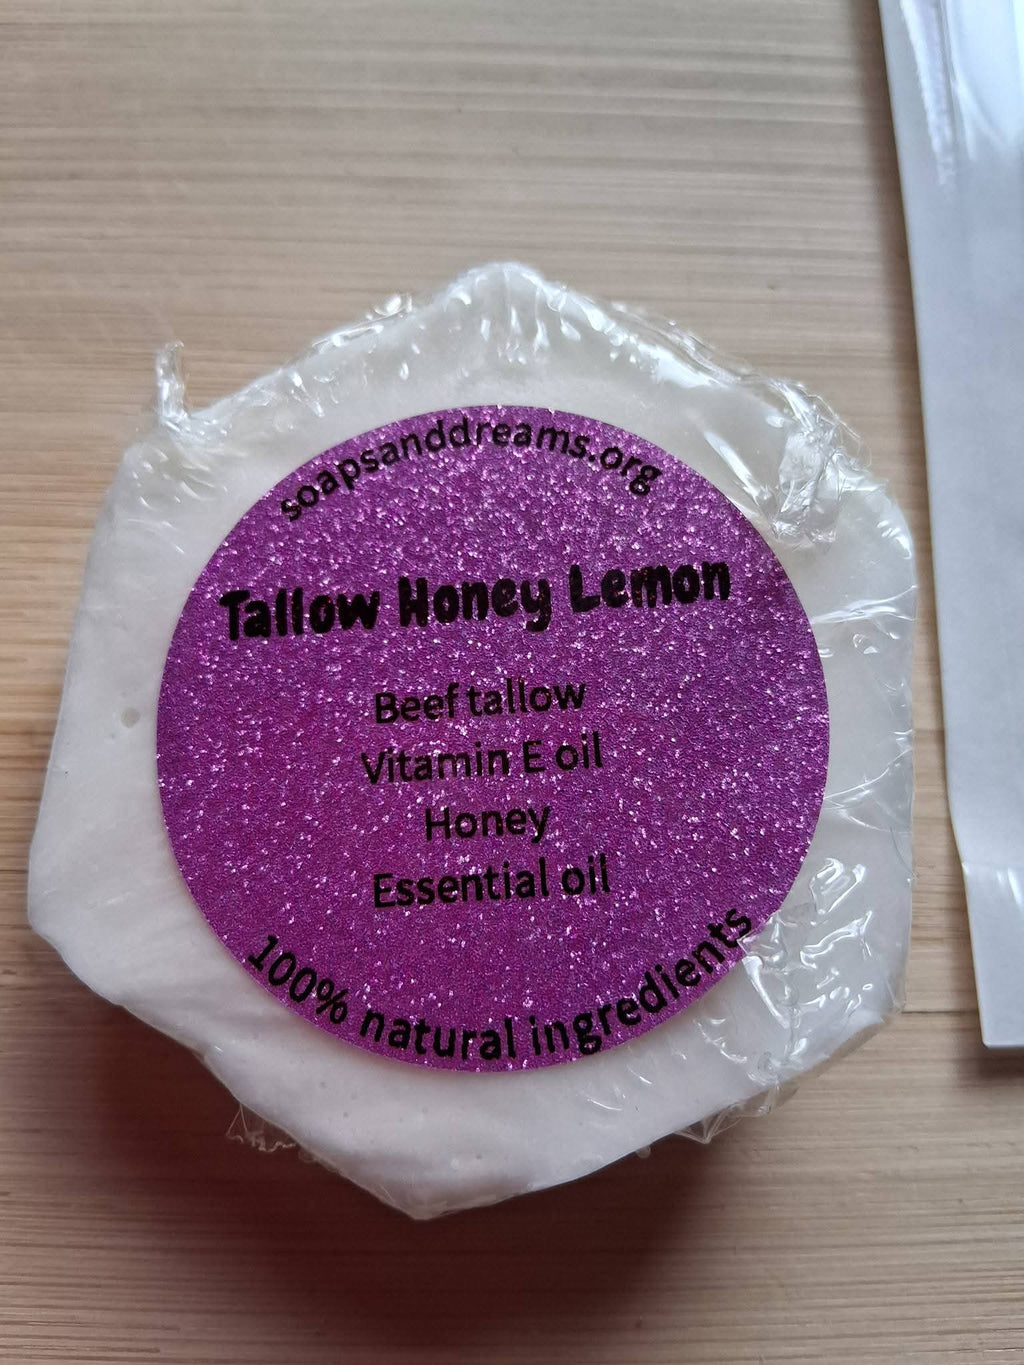 soapsanddreams.org
Tallow Honey Lemon
Beef tallow
Vitamin E oil
Honey
Essential oil
100% natural ingredients